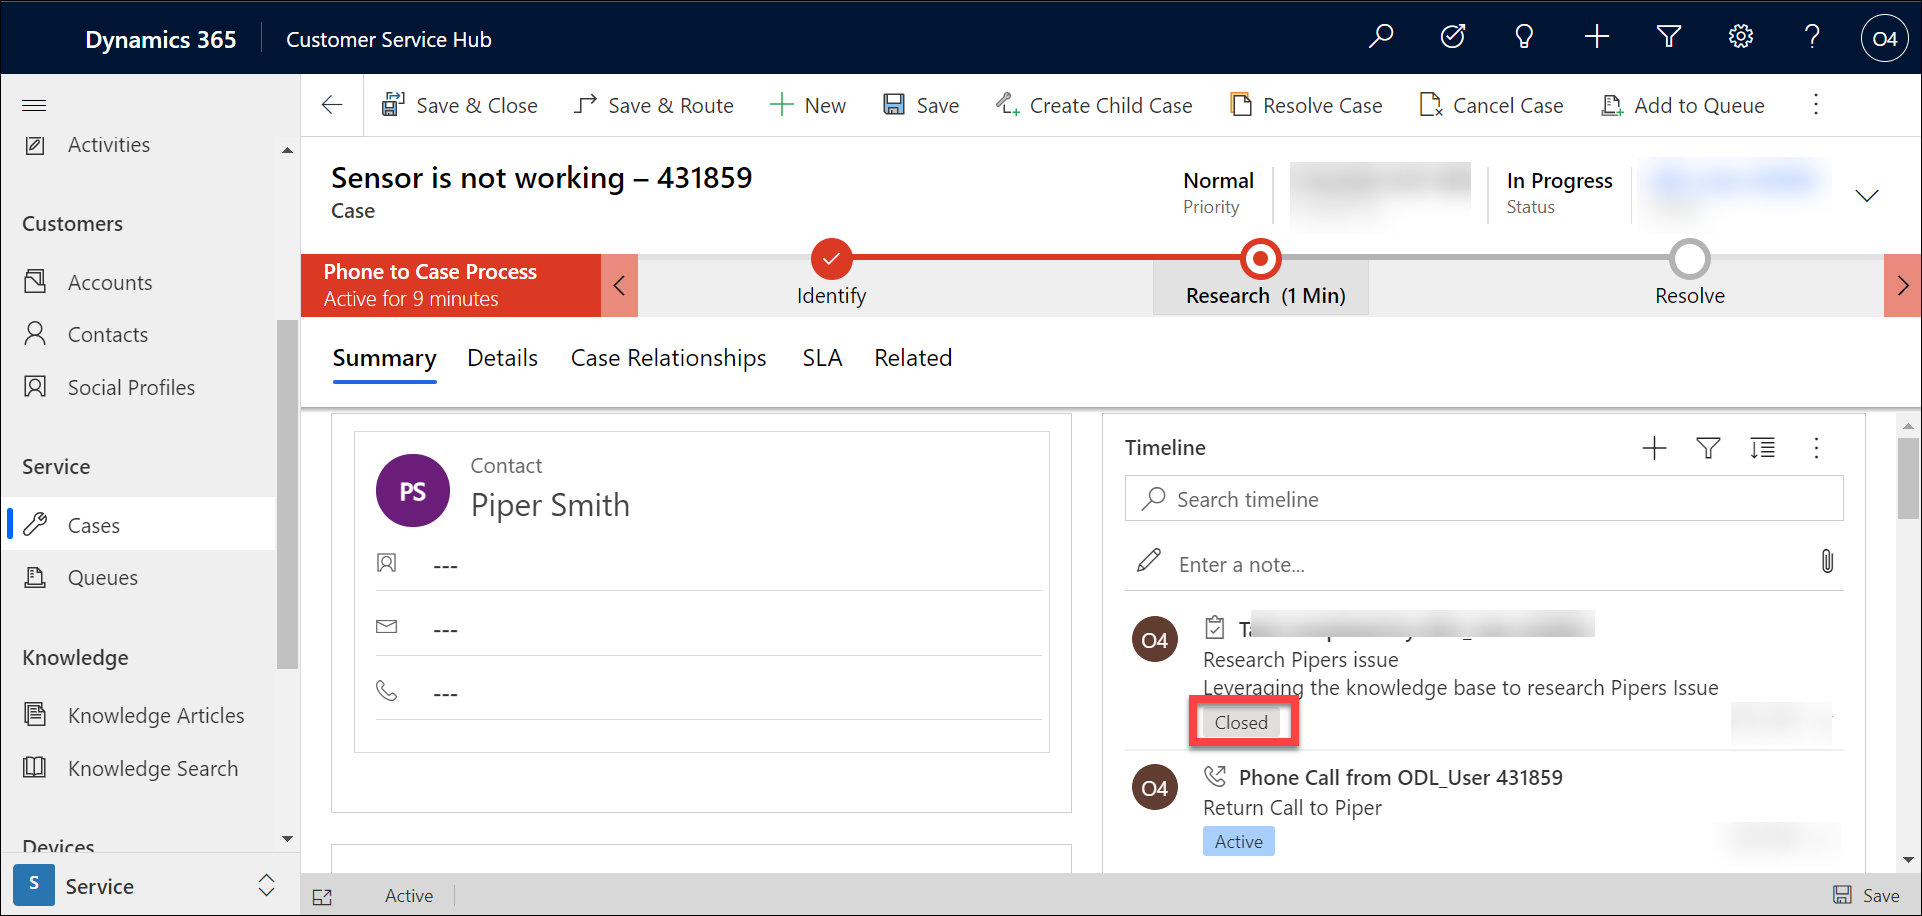 Dynamics 365
Customer Service Hub
O4
Save & Close
Save & Route
New
Save
Create Child Case
Resolve Case
Cancel Case
Add to Queue
Activities
Customers
Accounts
Contacts
Social Profiles
Service
Cases
Queues
Knowledge
Knowledge Articles
Knowledge Search
Devices
S Service
Sensor is not working – 431859
Case
Normal
Priority
In Progress
Status
Phone to Case Process
Active for 9 minutes
Identify
Research (1 Min)
Resolve
Summary
Details
Case Relationships
SLA
Related
PS
Contact
Piper Smith
---
---
---
Timeline
Search timeline
Enter a note...
O4
Research Pipers issue
Leveraging the knowledge base to research Pipers Issue
Closed
O4
Phone Call from ODL_User 431859
Return Call to Piper
Active
Active
Save